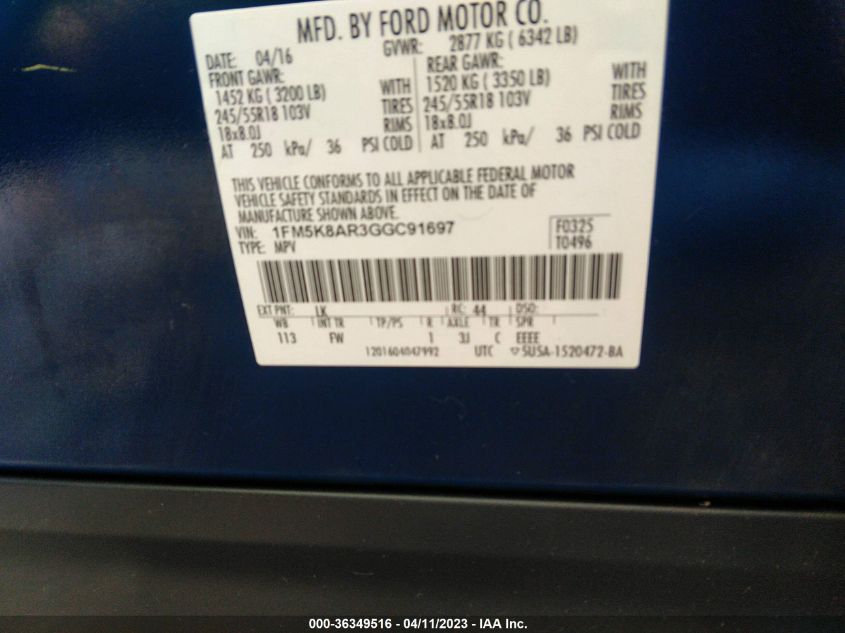 MFD. BY FORD MOTOR CO.
DATE: 04/16 GVWR: 2877 KG ( 6342 LB)
FRONT GAWR: REAR GAWR:
1452 KG ( 3200 LB) WITH 1520 KG ( 3350 LB) WITH
245/55R18 103V TIRES 245/55R18 103V TIRES
18x8.0J RIMS 18x8.0J RIMS
AT 250 kPa/ 36 PSI COLD AT 250 kPa/ 36 PSI COLD
THIS VEHICLE CONFORMS TO ALL APPLICABLE FEDERAL MOTOR
VEHICLE SAFETY STANDARDS IN EFFECT ON THE DATE OF
MANUFACTURE SHOWN ABOVE.
VIN: 1FM5K8AR3GGC91697 F0325
TYPE: MPV T0496
EXT PNT: LK RC: 44 DSO:
WB INT TR TP/PS R AXLE TR SPR
113 FW 1 3J C EEEE
1201604047992 UTC ▽5U5A-1520472-BA
000-36349516 - 04/11/2023 - IAA Inc.